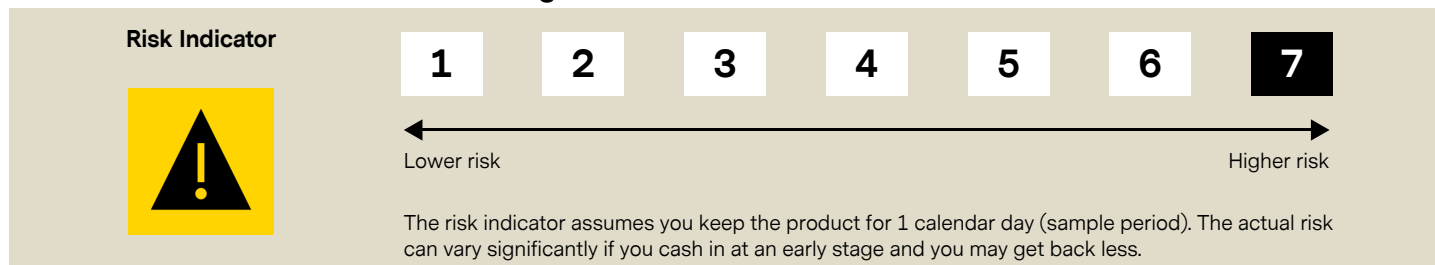 Risk Indicator
1 2 3 4 5 6 7
Lower risk Higher risk
The risk indicator assumes you keep the product for 1 calendar day (sample period). The actual risk
can vary significantly if you cash in at an early stage and you may get back less.